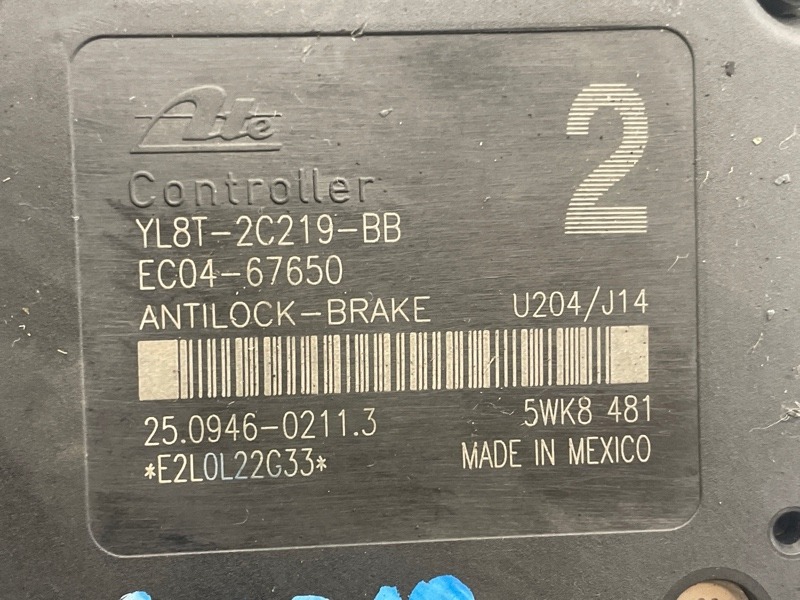 Ate
2
Controller
YL8T-2C219-BB
EC04-67650
ANTILOCK-BRAKE U204/J14
25.0946-0211.3 5WK8 481
*E2L0L22G33* MADE IN MEXICO